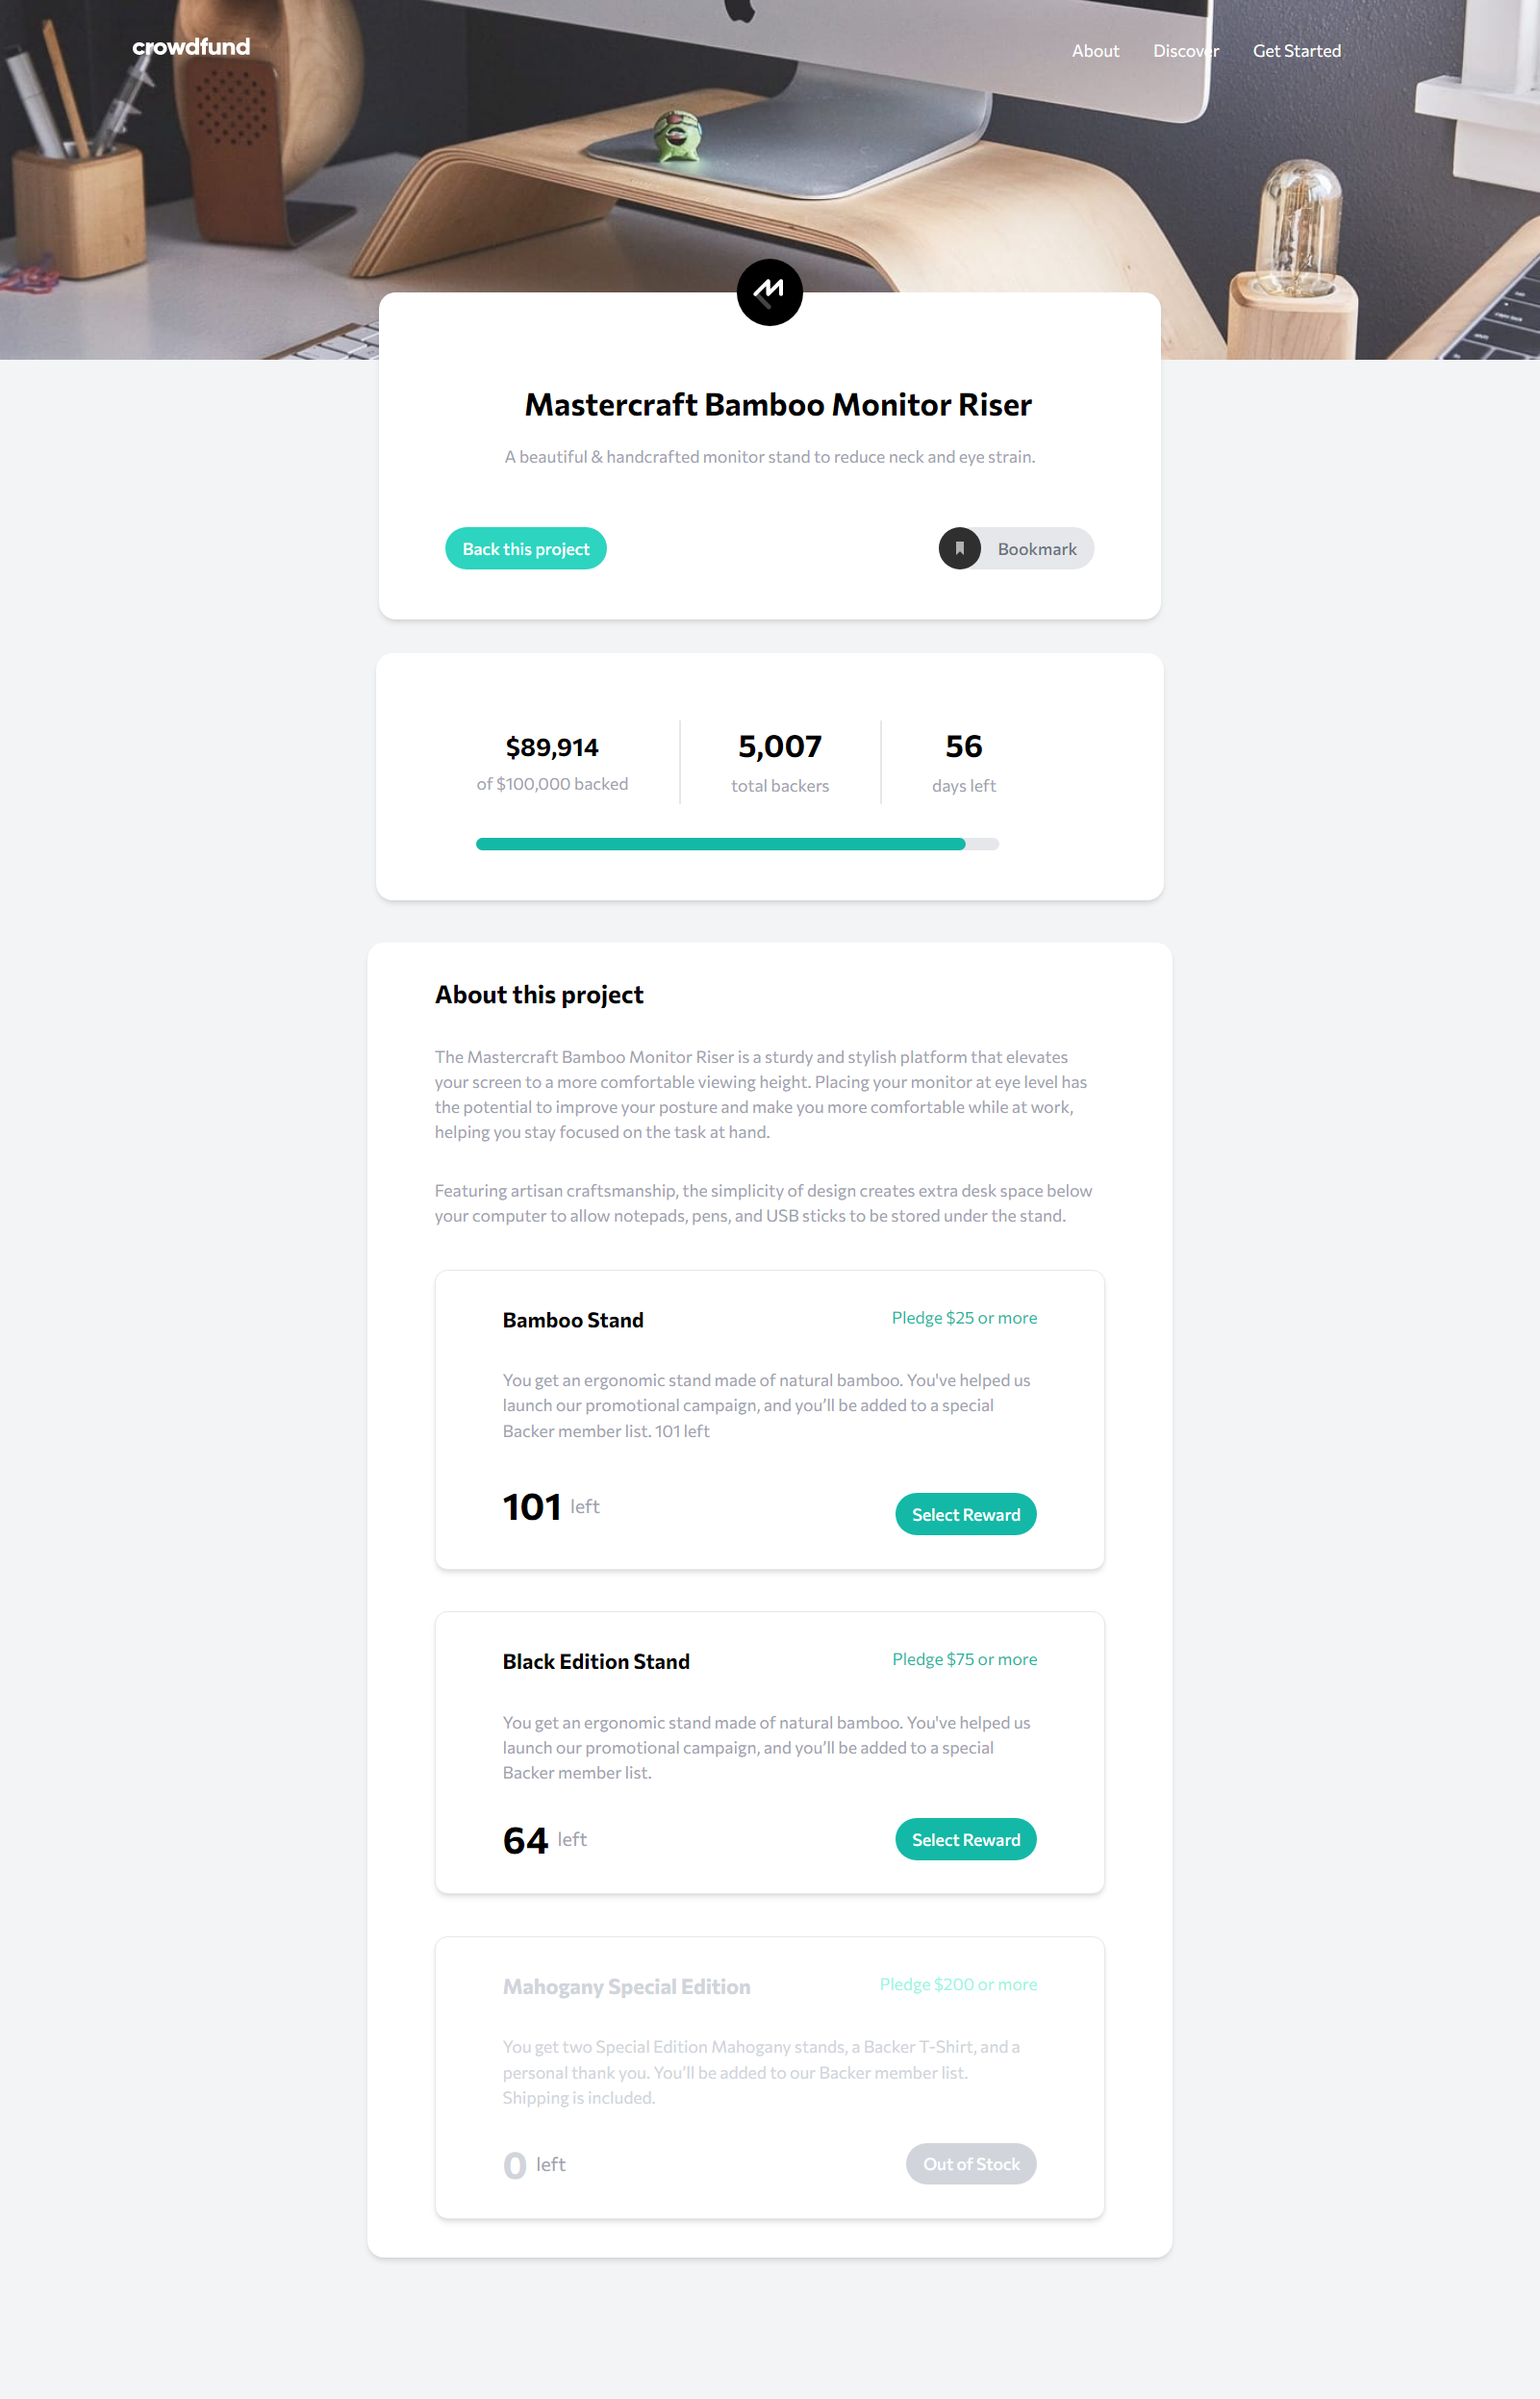 crowdfund
About Discover Get Started
Mastercraft Bamboo Monitor Riser
A beautiful & handcrafted monitor stand to reduce neck and eye strain.
Back this project
Bookmark
$89,914
of $100,000 backed
5,007
total backers
56
days left
About this project
The Mastercraft Bamboo Monitor Riser is a sturdy and stylish platform that elevates
your screen to a more comfortable viewing height. Placing your monitor at eye level has
the potential to improve your posture and make you more comfortable while at work,
helping you stay focused on the task at hand.
Featuring artisan craftsmanship, the simplicity of design creates extra desk space below
your computer to allow notepads, pens, and USB sticks to be stored under the stand.
Bamboo Stand
Pledge $25 or more
You get an ergonomic stand made of natural bamboo. You've helped us
launch our promotional campaign, and you’ll be added to a special
Backer member list. 101 left
101 left
Select Reward
Black Edition Stand
Pledge $75 or more
You get an ergonomic stand made of natural bamboo. You've helped us
launch our promotional campaign, and you’ll be added to a special
Backer member list.
64 left
Select Reward
Mahogany Special Edition
Pledge $200 or more
You get two Special Edition Mahogany stands, a Backer T-Shirt, and a
personal thank you. You’ll be added to our Backer member list.
Shipping is included.
0 left
Out of Stock